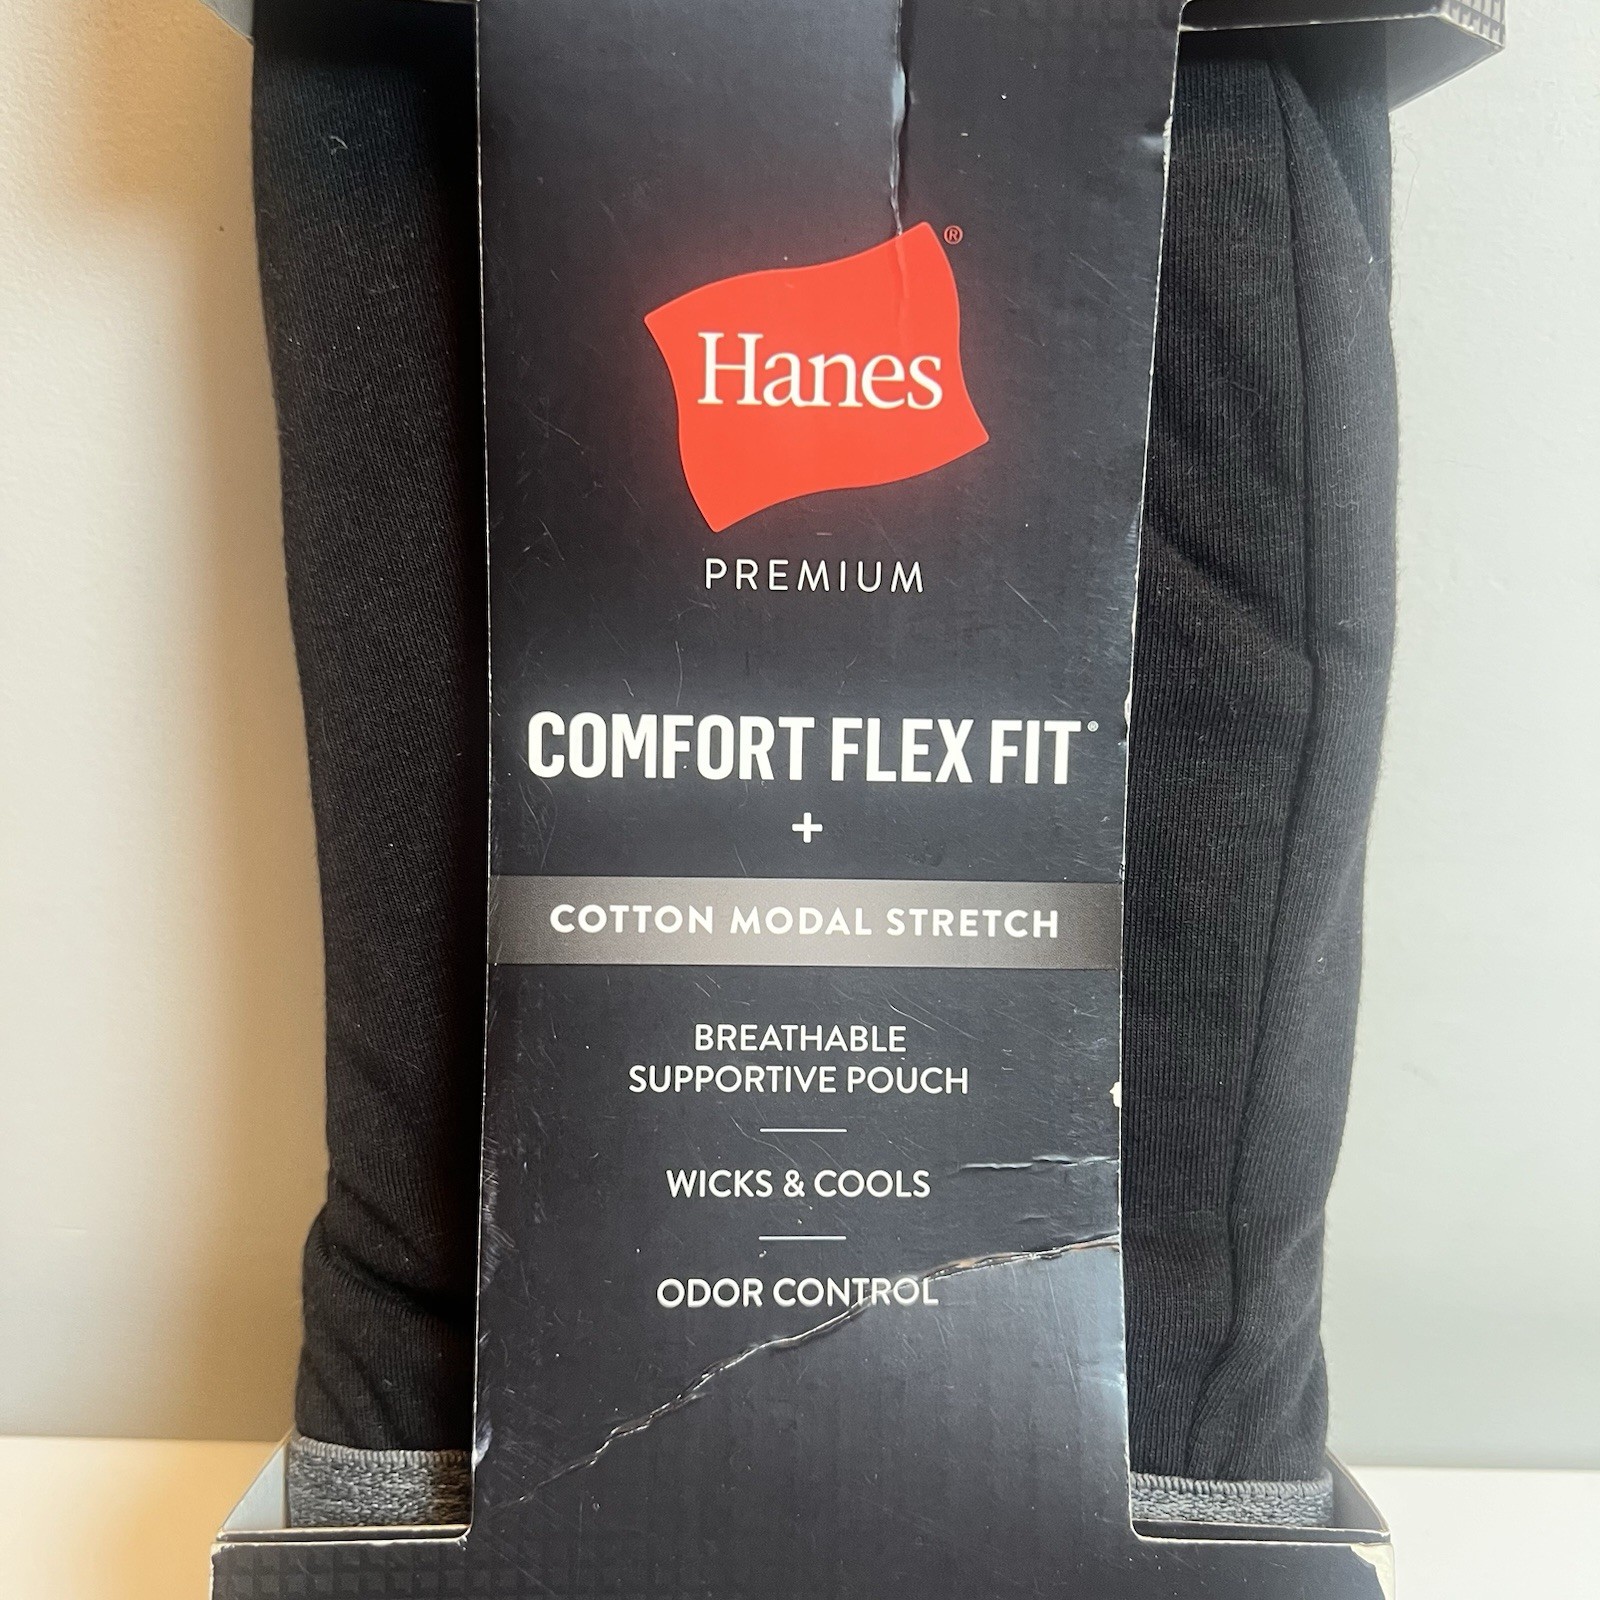 Hanes®
PREMIUM
COMFORT FLEX FIT®
+
COTTON MODAL STRETCH
BREATHABLE
SUPPORTIVE POUCH
WICKS & COOLS
ODOR CONTROL